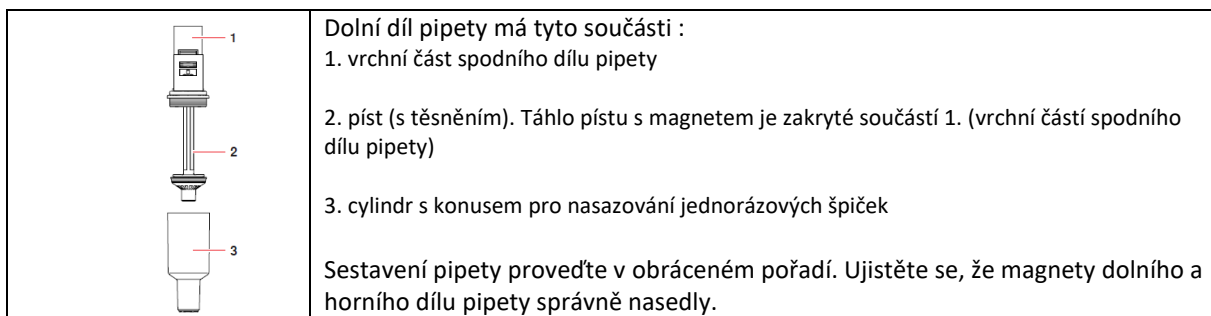 1
2
3
Dolní díl pipety má tyto součásti :
1. vrchní část spodního dílu pipety
2. píst (s těsněním). Táhlo pístu s magnetem je zakryté součástí 1. (vrchní částí spodního
dílu pipety)
3. cylindr s konusem pro nasazování jednorázových špiček
Sestavení pipety proveďte v obráceném pořadí. Ujistěte se, že magnety dolního a
horního dílu pipety správně nasedly.